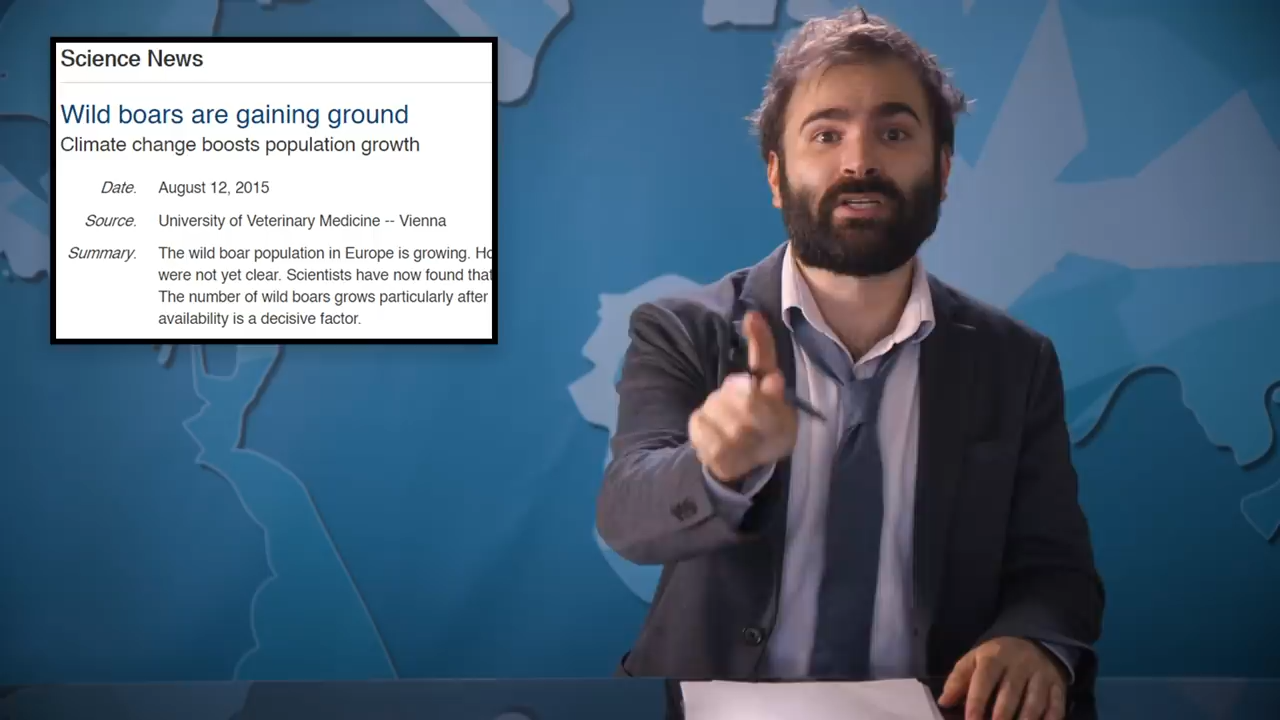 Science News
Wild boars are gaining ground
Climate change boosts population growth
Date: August 12, 2015
Source: University of Veterinary Medicine -- Vienna
Summary: The wild boar population in Europe is growing.
were not yet clear. Scientists have now found that
The number of wild boars grows particularly after
availability is a decisive factor.